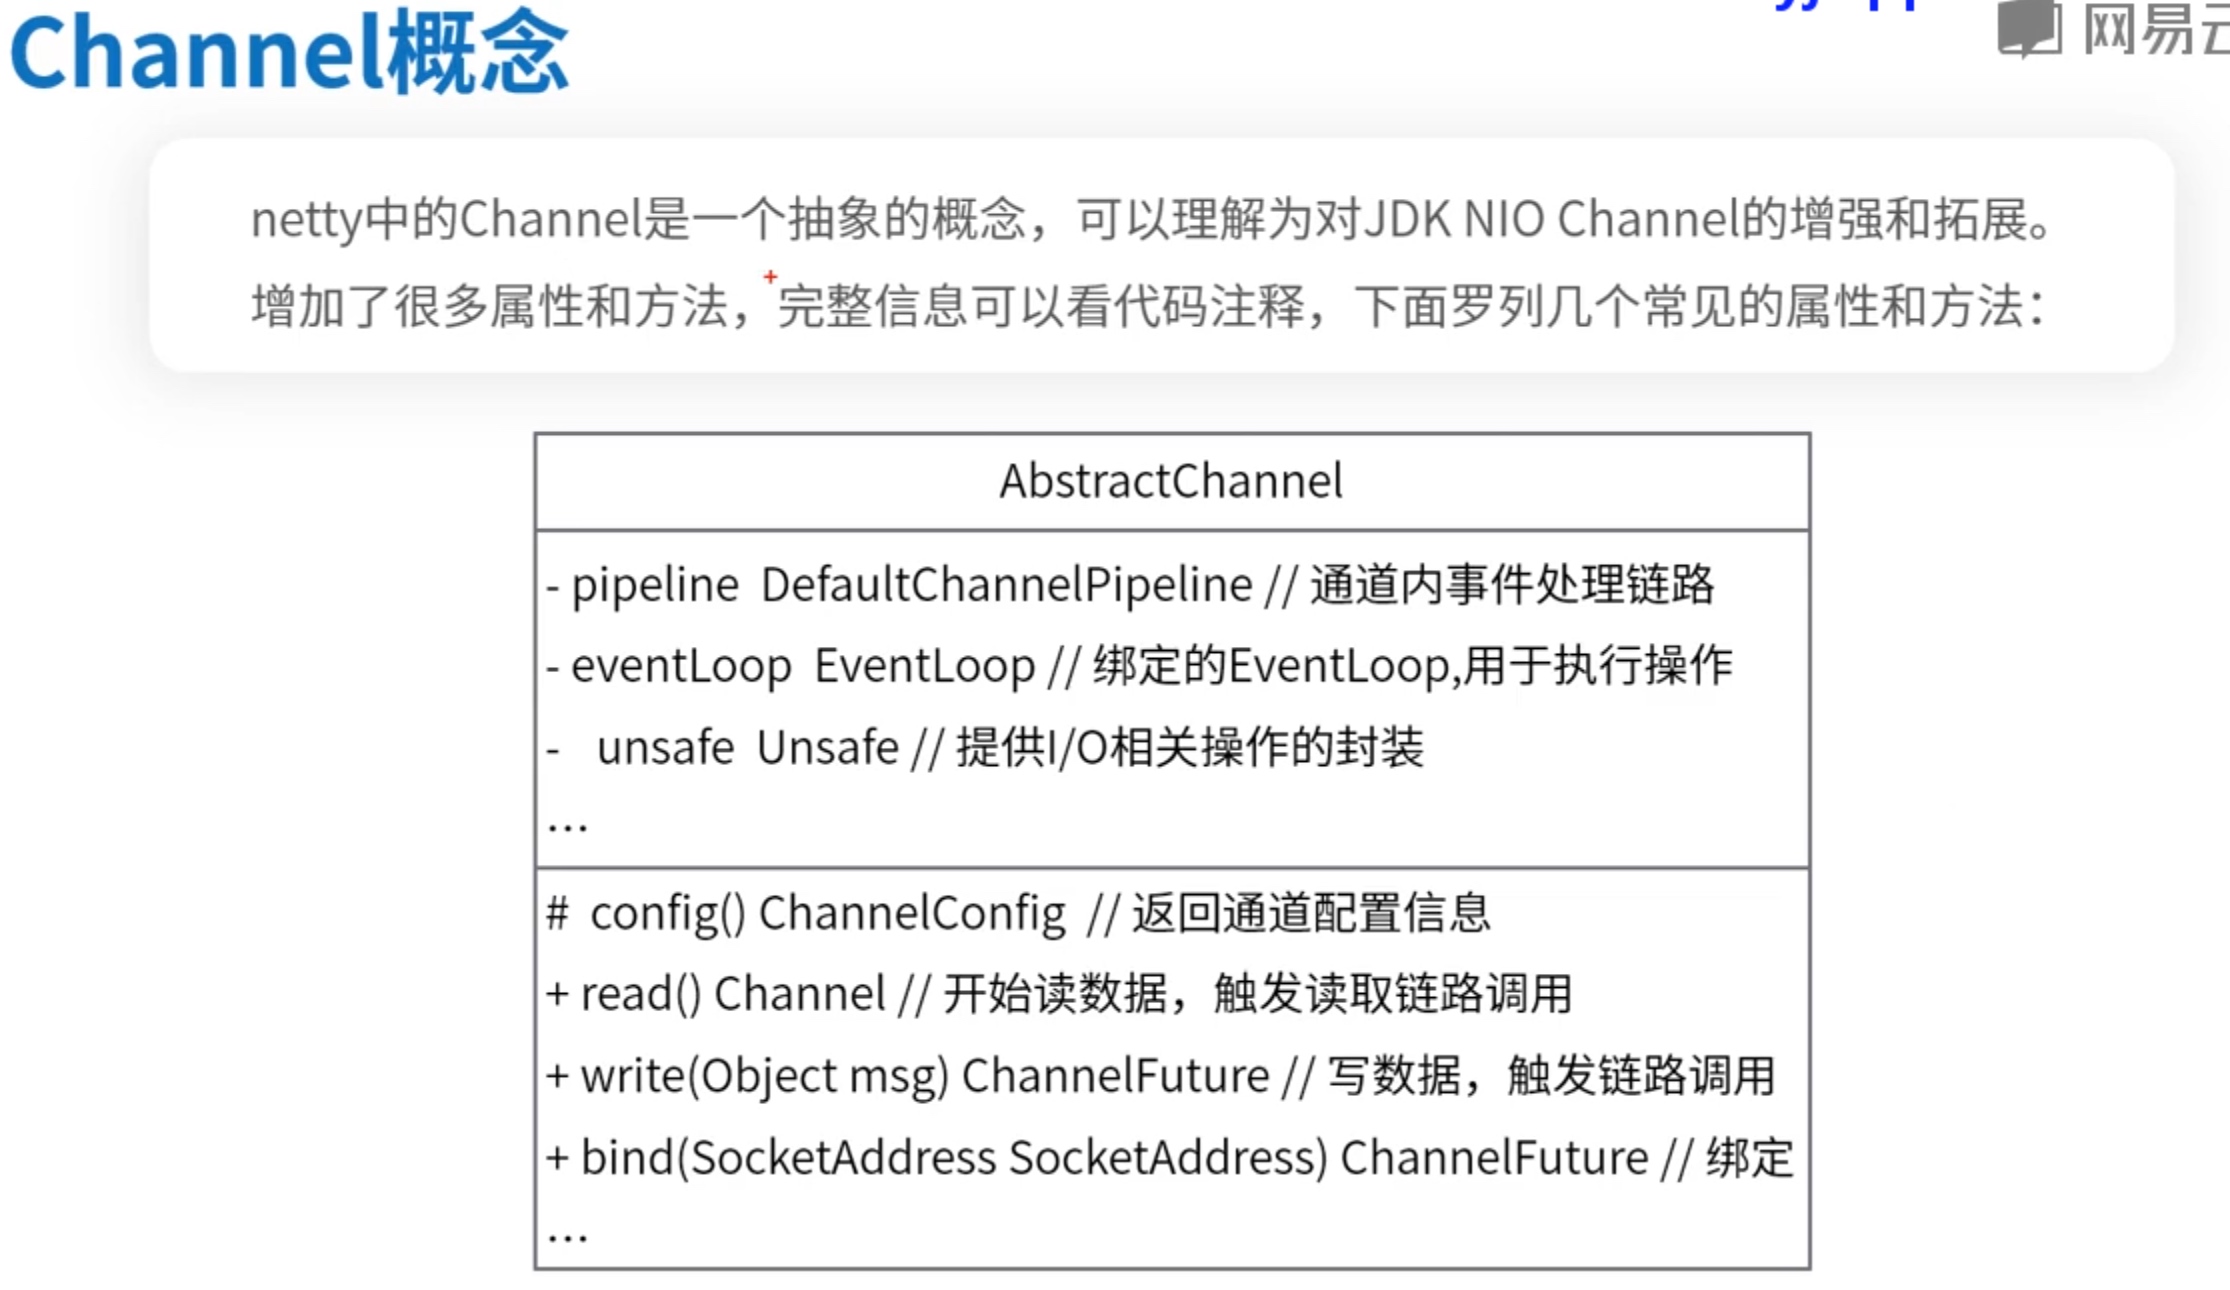 Channel概念
网易云
netty中的Channel是一个抽象的概念，可以理解为对JDK NIO Channel的增强和拓展。
增加了很多属性和方法，完整信息可以看代码注释，下面罗列几个常见的属性和方法：
AbstractChannel
- pipeline DefaultChannelPipeline // 通道内事件处理链路
- eventLoop EventLoop // 绑定的EventLoop,用于执行操作
- unsafe Unsafe // 提供I/O相关操作的封装
...
# config() ChannelConfig // 返回通道配置信息
+ read() Channel // 开始读数据，触发读取链路调用
+ write(Object msg) ChannelFuture // 写数据，触发链路调用
+ bind(SocketAddress SocketAddress) ChannelFuture // 绑定
...